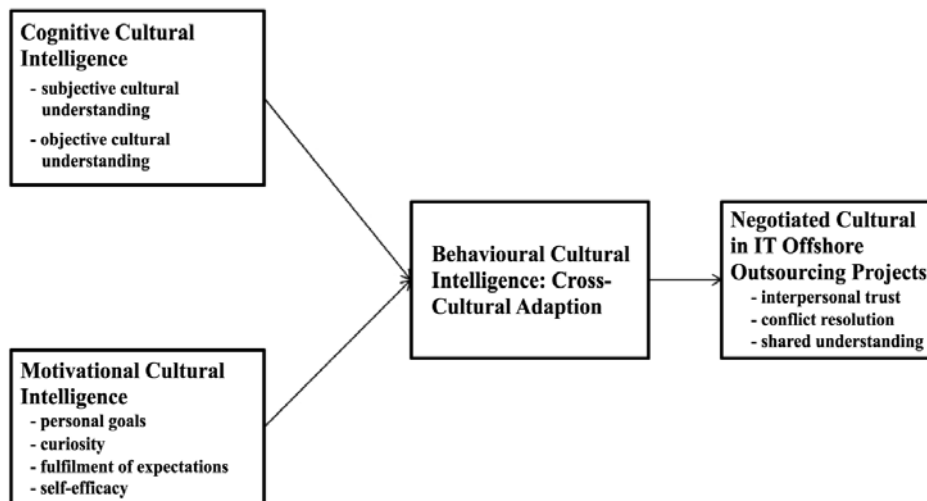 Cognitive Cultural
Intelligence
- subjective cultural
understanding
- objective cultural
understanding
Motivational Cultural
Intelligence
- personal goals
- curiosity
- fulfilment of expectations
- self-efficacy
Behavioural Cultural
Intelligence: Cross-
Cultural Adaption
Negotiated Cultural
in IT Offshore
Outsourcing Projects
- interpersonal trust
- conflict resolution
- shared understanding